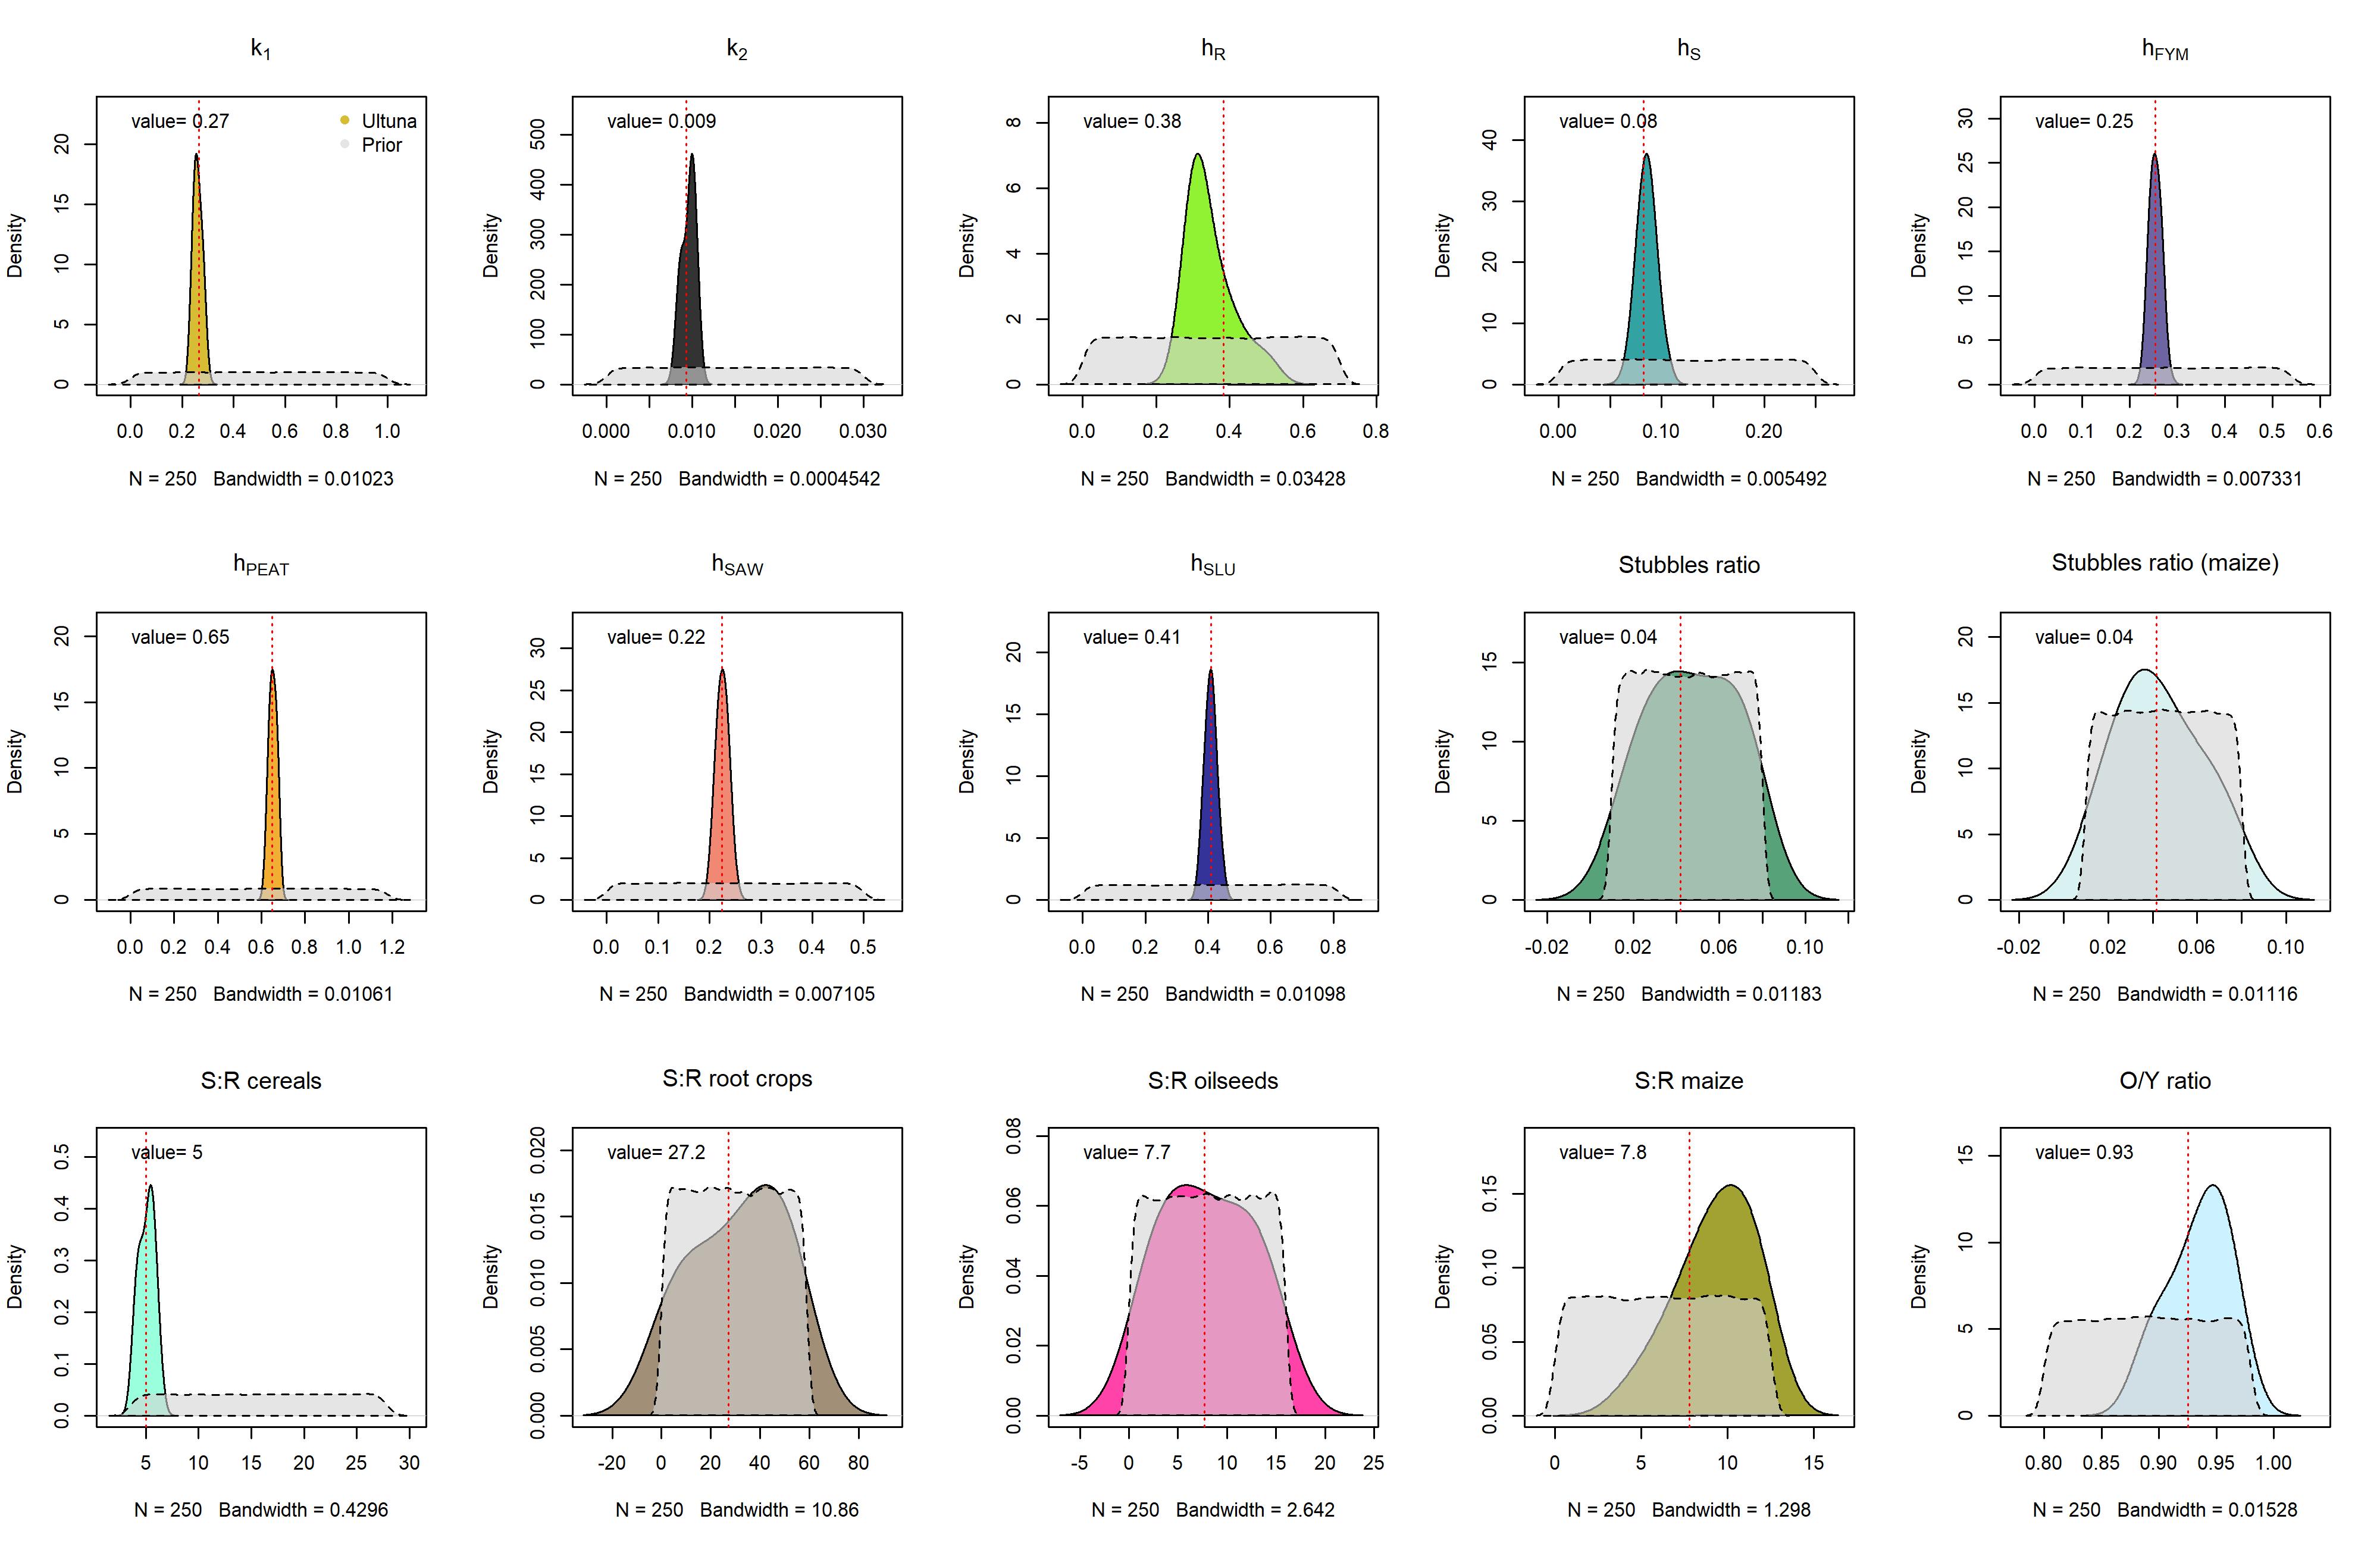 k1
value= 0.27
Ultuna
Prior
Density
0 5 10 15 20
0.0 0.2 0.4 0.6 0.8 1.0
N = 250 Bandwidth = 0.01023
k2
value= 0.009
Density
0 100 200 300 400 500
0.000 0.010 0.020 0.030
N = 250 Bandwidth = 0.0004542
hR
value= 0.38
Density
0 2 4 6 8
0.0 0.2 0.4 0.6 0.8
N = 250 Bandwidth = 0.03428
hS
value= 0.08
Density
0 10 20 30 40
0.00 0.10 0.20
N = 250 Bandwidth = 0.005492
hFYM
value= 0.25
Density
0 5 10 15 20 25 30
0.0 0.1 0.2 0.3 0.4 0.5 0.6
N = 250 Bandwidth = 0.007331
hPEAT
value= 0.65
Density
0 5 10 15 20
0.0 0.2 0.4 0.6 0.8 1.0 1.2
N = 250 Bandwidth = 0.01061
hSAW
value= 0.22
Density
0 5 10 15 20 25 30
0.0 0.1 0.2 0.3 0.4 0.5
N = 250 Bandwidth = 0.007105
hSLU
value= 0.41
Density
0 5 10 15 20
0.0 0.2 0.4 0.6 0.8
N = 250 Bandwidth = 0.01098
Stubbles ratio
value= 0.04
Density
0 5 10 15
-0.02 0.02 0.06 0.10
N = 250 Bandwidth = 0.01183
Stubbles ratio (maize)
value= 0.04
Density
0 5 10 15 20
-0.02 0.02 0.06 0.10
N = 250 Bandwidth = 0.01116
S:R cereals
value= 5
Density
0.0 0.1 0.2 0.3 0.4 0.5
5 10 15 20 25 30
N = 250 Bandwidth = 0.4296
S:R root crops
value= 27.2
Density
0.000 0.005 0.010 0.015 0.020
-20 0 20 40 60 80
N = 250 Bandwidth = 10.86
S:R oilseeds
value= 7.7
Density
0.00 0.02 0.04 0.06 0.08
-5 0 5 10 15 20 25
N = 250 Bandwidth = 2.642
S:R maize
value= 7.8
Density
0.00 0.05 0.10 0.15
0 5 10 15
N = 250 Bandwidth = 1.298
O/Y ratio
value= 0.93
Density
0 5 10 15
0.80 0.85 0.90 0.95 1.00
N = 250 Bandwidth = 0.01528